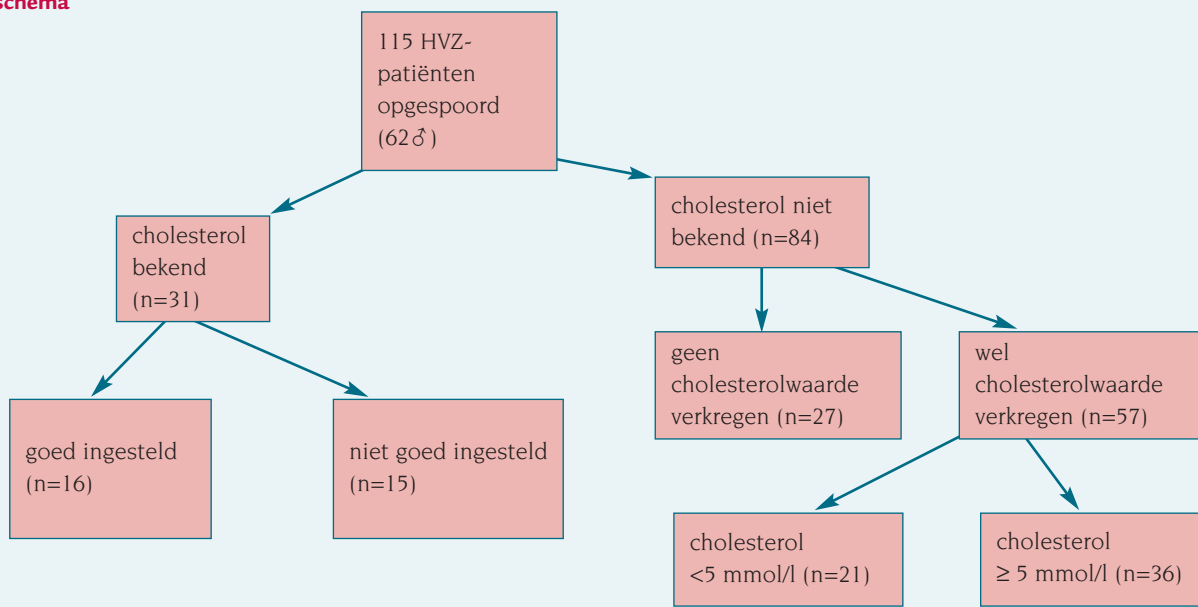 schema
115 HVZ-
patiënten
opgespoord
(62♂)
cholesterol niet
bekend (n=84)
cholesterol
bekend
(n=31)
geen
cholesterolwaarde
verkregen (n=27)
wel
cholesterolwaarde
verkregen (n=57)
goed ingesteld
(n=16)
niet goed ingesteld
(n=15)
cholesterol
<5 mmol/l (n=21)
cholesterol
≥ 5 mmol/l (n=36)